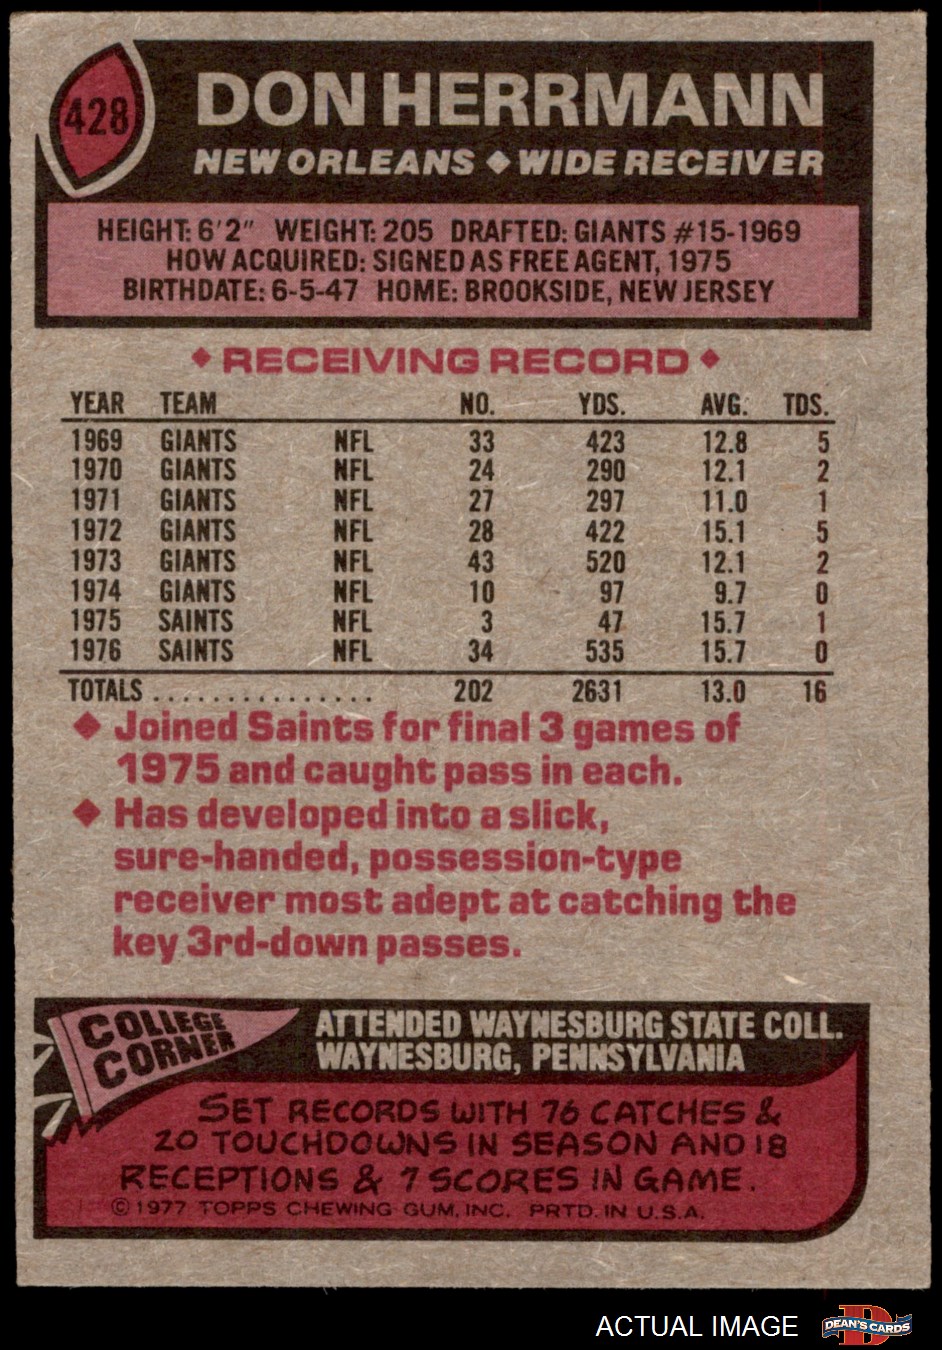 428
DON HERRMANN
NEW ORLEANS ◆ WIDE RECEIVER
HEIGHT: 6'2" WEIGHT: 205 DRAFTED: GIANTS #15-1969
HOW ACQUIRED: SIGNED AS FREE AGENT, 1975
BIRTHDATE: 6-5-47 HOME: BROOKSIDE, NEW JERSEY
◆ RECEIVING RECORD ◆
YEAR TEAM NO. YDS. AVG. TDS.
1969 GIANTS NFL 33 423 12.8 5
1970 GIANTS NFL 24 290 12.1 2
1971 GIANTS NFL 27 297 11.0 1
1972 GIANTS NFL 28 422 15.1 5
1973 GIANTS NFL 43 520 12.1 2
1974 GIANTS NFL 10 97 9.7 0
1975 SAINTS NFL 3 47 15.7 1
1976 SAINTS NFL 34 535 15.7 0
TOTALS ............... 202 2631 13.0 16
◆ Joined Saints for final 3 games of
1975 and caught pass in each.
◆ Has developed into a slick,
sure-handed, possession-type
receiver most adept at catching the
key 3rd-down passes.
COLLEGE
CORNER
ATTENDED WAYNESBURG STATE COLL.
WAYNESBURG, PENNSYLVANIA
SET RECORDS WITH 76 CATCHES &
20 TOUCHDOWNS IN SEASON AND 18
RECEPTIONS & 7 SCORES IN GAME.
©1977 TOPPS CHEWING GUM, INC. PRTD. IN U.S.A.
ACTUAL IMAGE
D
DEAN'S CARDS